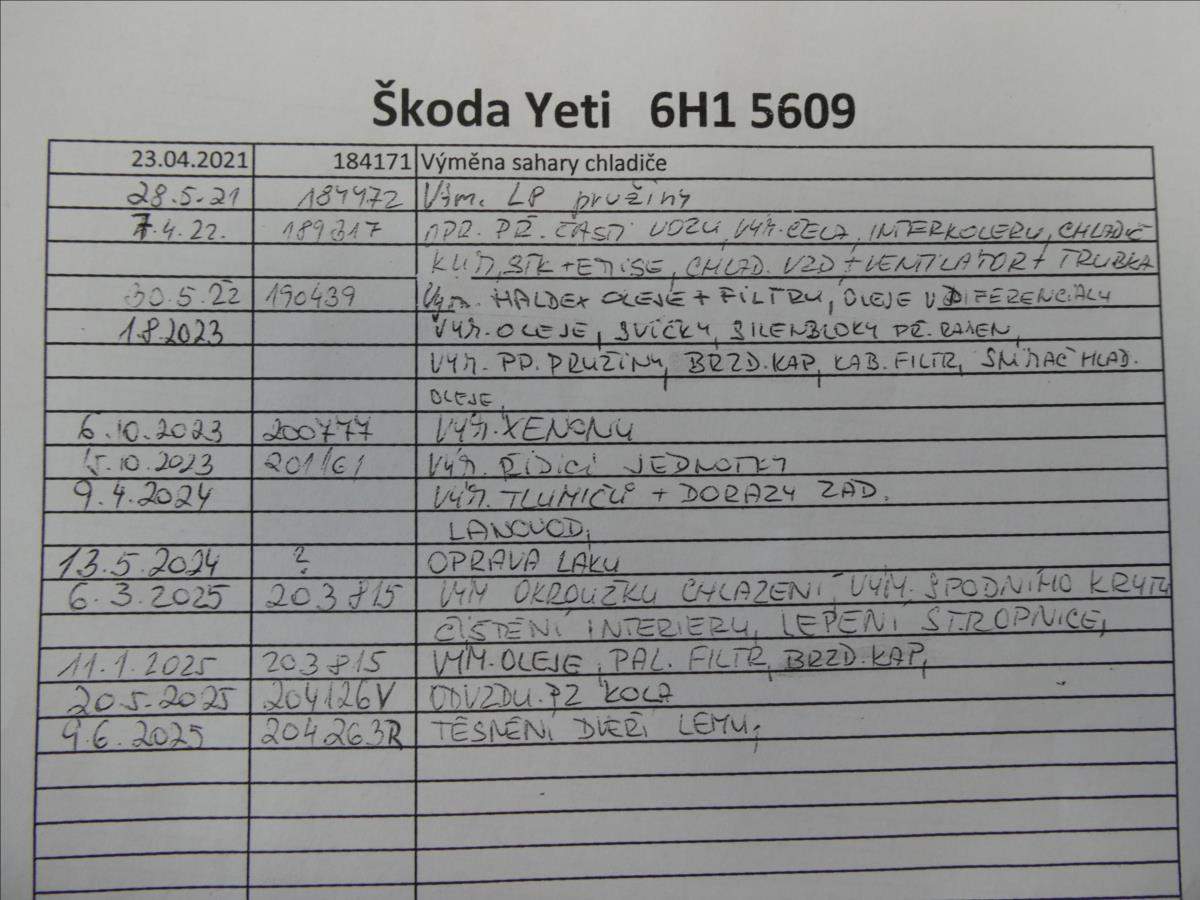 Škoda Yeti 6H1 5609
23.04.2021 184171 Výměna sahary chladiče
28.5.21 184472 Vým. LP pružiny
7.4.22. 189317 OPR. PŘ. ČÁSTI VOZU, VÝM. ČELA, INTERKOLERU, CHLADIČ
KLIM, STK + EMISE, CHLAD. VZD + VENTILÁTOR + TRUBKA
30.5.22 190439 Vým. HALDEX OLEJE + FILTRU, OLEJE V DIFERENCIÁLY
1.8.2023 VÝM. OLEJE, SVÍČKY, SILENBLOKY PŘ. RAMEN,
VÝM. PP. PRUŽINY, BRZD. KAP, KAB. FILTR, SNÍMAČ HLAD.
OLEJE,
6.10.2023 200777 VÝM. XENONU
15.10.2023 201161 VÝM. ŘÍDÍCÍ JEDNOTKY
9.4.2024 VÝM. TLUMIČŮ + DORAZY ZAD.
LANOVOD,
13.5.2024 ? OPRAVA LAKU
6.3.2025 203815 VÝM OKROUŽKU CHLAZENÍ, VÝM. SPODNÍHO KRYTU
ČIŠTĚNÍ INTERIERU, LEPENÍ STROPNICE,
11.1.2025 203815 VÝM. OLEJE, PAL. FILTR, BRZD. KAP,
20.5.2025 204126V ODVZDU. PZ KOLA
9.6.2025 204263R TĚSNĚNÍ DVEŘÍ LEMU,